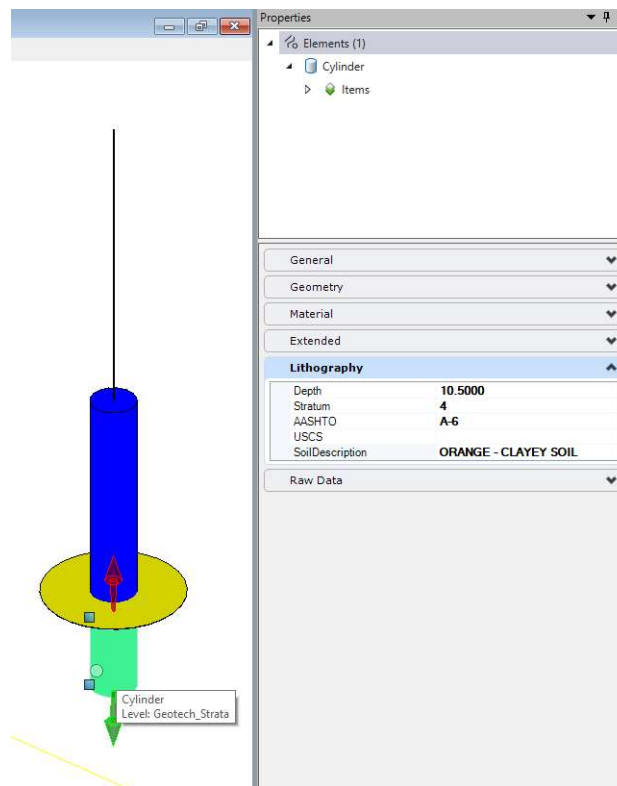 Properties
Elements (1)
Cylinder
Items
General
Geometry
Material
Extended
Lithography
Depth 10.5000
Stratum 4
AASHTO A-6
USCS
SoilDescription ORANGE - CLAYEY SOIL
Raw Data
Cylinder
Level: Geotech_Strata